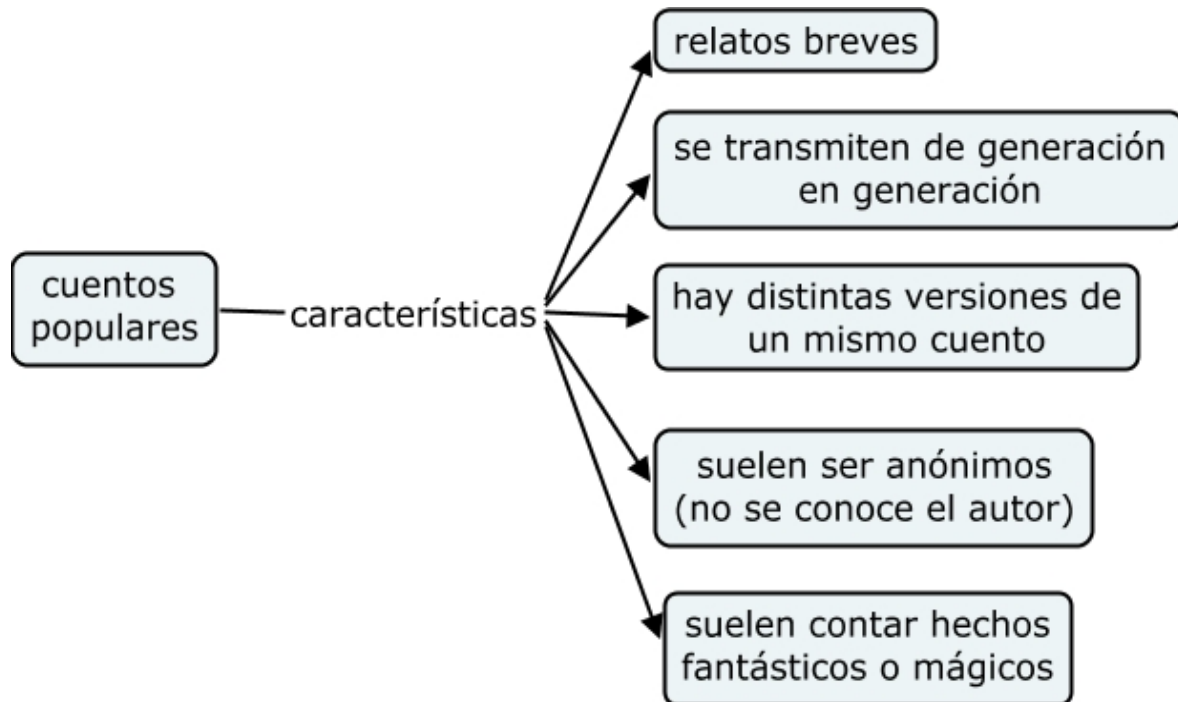 cuentos
populares
características
relatos breves
se transmiten de generación
en generación
hay distintas versiones de
un mismo cuento
suelen ser anónimos
(no se conoce el autor)
suelen contar hechos
fantásticos o mágicos